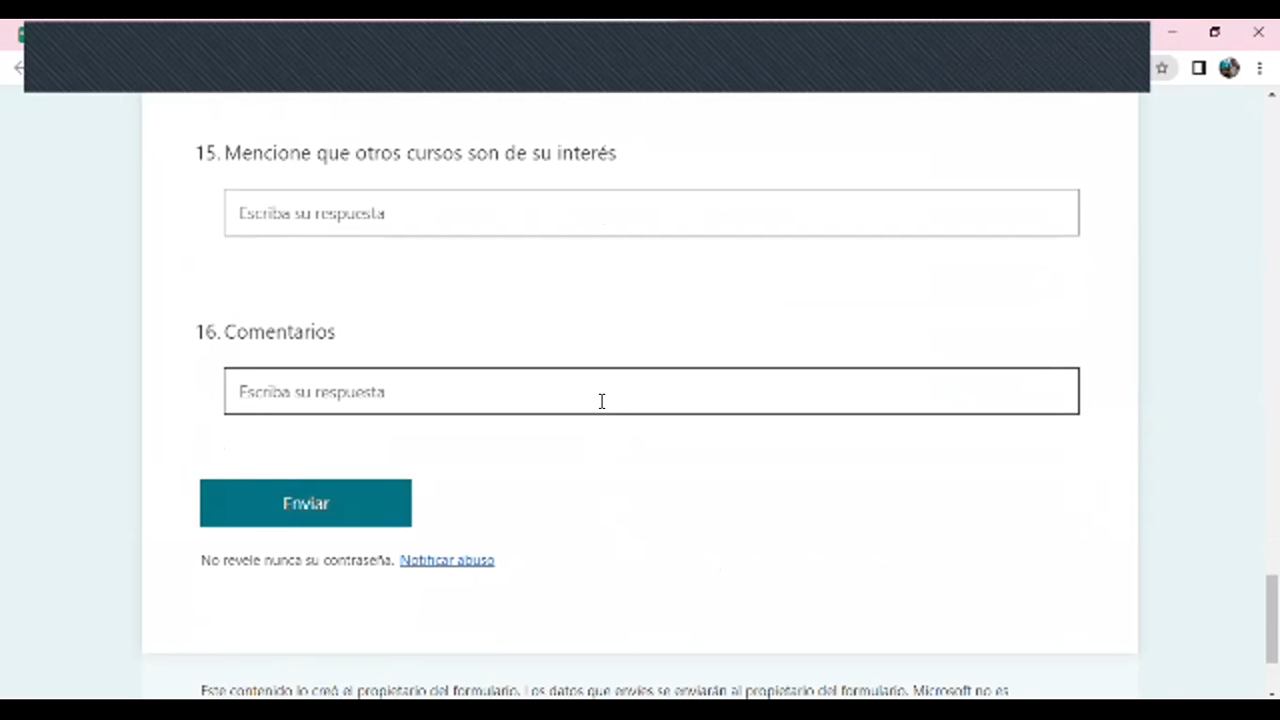 15. Mencione que otros cursos son de su interés
Escriba su respuesta
16. Comentarios
Escriba su respuesta
Enviar
No revele nunca su contraseña. Notificar abuso
Este contenido lo creó el propietario del formulario. Los datos que envíes se enviarán al propietario del formulario. Microsoft no es